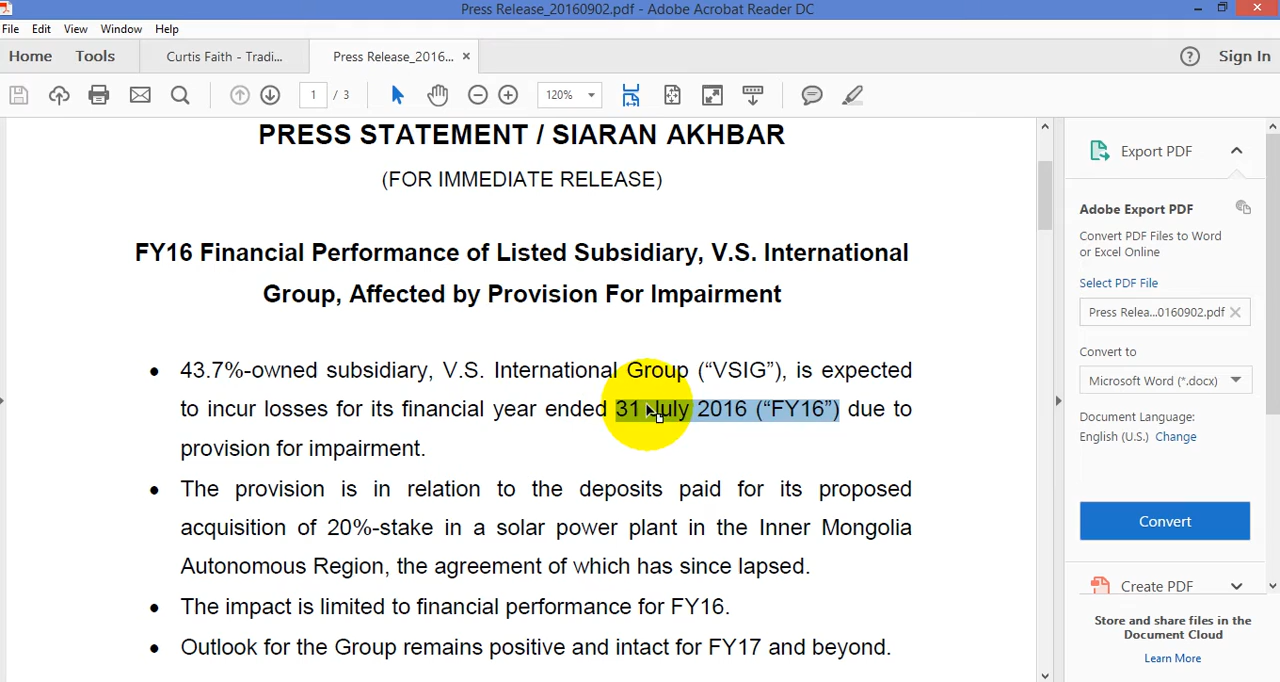 Press Release_20160902.pdf - Adobe Acrobat Reader DC
File Edit View Window Help
Home Tools Curtis Faith - Tradi... Press Release_2016... × Sign In
1 / 3 120%
PRESS STATEMENT / SIARAN AKHBAR
(FOR IMMEDIATE RELEASE)
FY16 Financial Performance of Listed Subsidiary, V.S. International
Group, Affected by Provision For Impairment
• 43.7%-owned subsidiary, V.S. International Group (“VSIG”), is expected
to incur losses for its financial year ended 31 July 2016 (“FY16”) due to
provision for impairment.
• The provision is in relation to the deposits paid for its proposed
acquisition of 20%-stake in a solar power plant in the Inner Mongolia
Autonomous Region, the agreement of which has since lapsed.
• The impact is limited to financial performance for FY16.
• Outlook for the Group remains positive and intact for FY17 and beyond.
Export PDF
Adobe Export PDF
Convert PDF Files to Word
or Excel Online
Select PDF File
Press Relea...0160902.pdf ×
Convert to
Microsoft Word (*.docx)
Document Language:
English (U.S.) Change
Convert
Create PDF
Store and share files in the
Document Cloud
Learn More